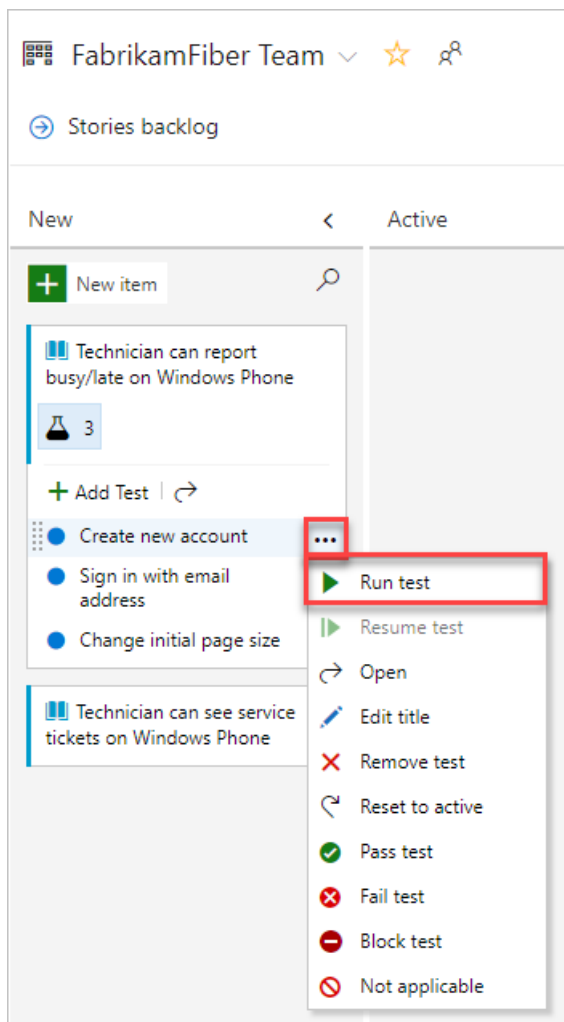 FabrikamFiber Team
Stories backlog
New
Active
New item
Technician can report
busy/late on Windows Phone
3
Add Test
Create new account
Sign in with email
address
Change initial page size
Technician can see service
tickets on Windows Phone
Run test
Resume test
Open
Edit title
Remove test
Reset to active
Pass test
Fail test
Block test
Not applicable